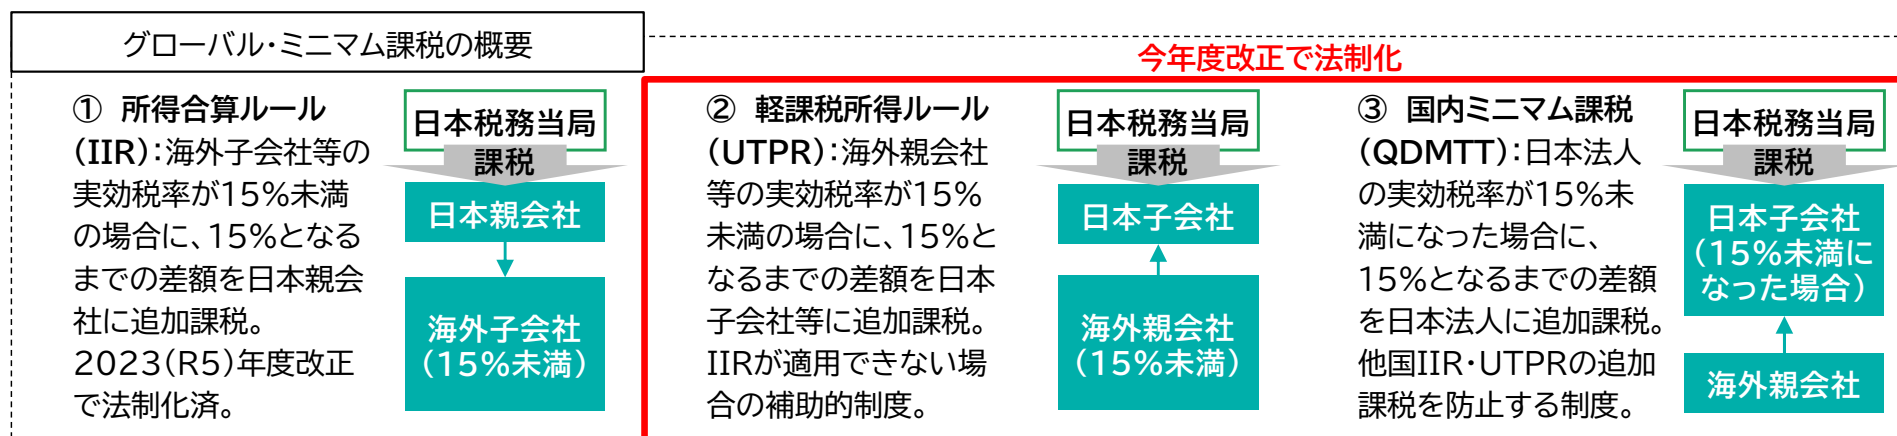 グローバル・ミニマム課税の概要
今年度改正で法制化
① 所得合算ルール
(IIR):海外子会社等の
実効税率が15%未満
の場合に、15%となる
までの差額を日本親会
社に追加課税。
2023(R5)年度改正
で法制化済。
日本税務当局
課税
日本親会社
海外子会社
(15%未満)
② 軽課税所得ルール
(UTPR):海外親会社
等の実効税率が15%
未満の場合に、15%と
なるまでの差額を日本
子会社等に追加課税。
IIRが適用できない場
合の補助的制度。
日本税務当局
課税
日本子会社
海外親会社
(15%未満)
③ 国内ミニマム課税
(QDMTT):日本法人
の実効税率が15%未
満になった場合に、
15%となるまでの差額
を日本法人に追加課税。
他国IIR・UTPRの追加
課税を防止する制度。
日本税務当局
課税
日本子会社
(15%未満に
なった場合)
海外親会社